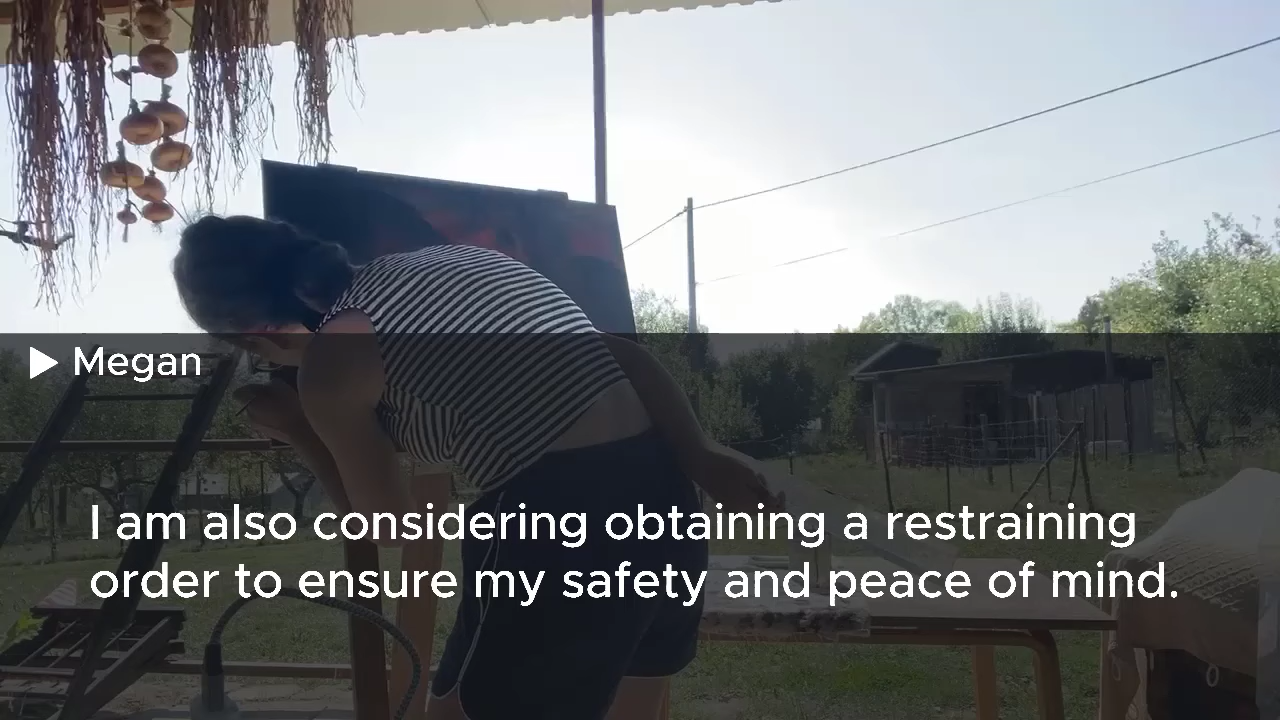 Megan
I am also considering obtaining a restraining
order to ensure my safety and peace of mind.